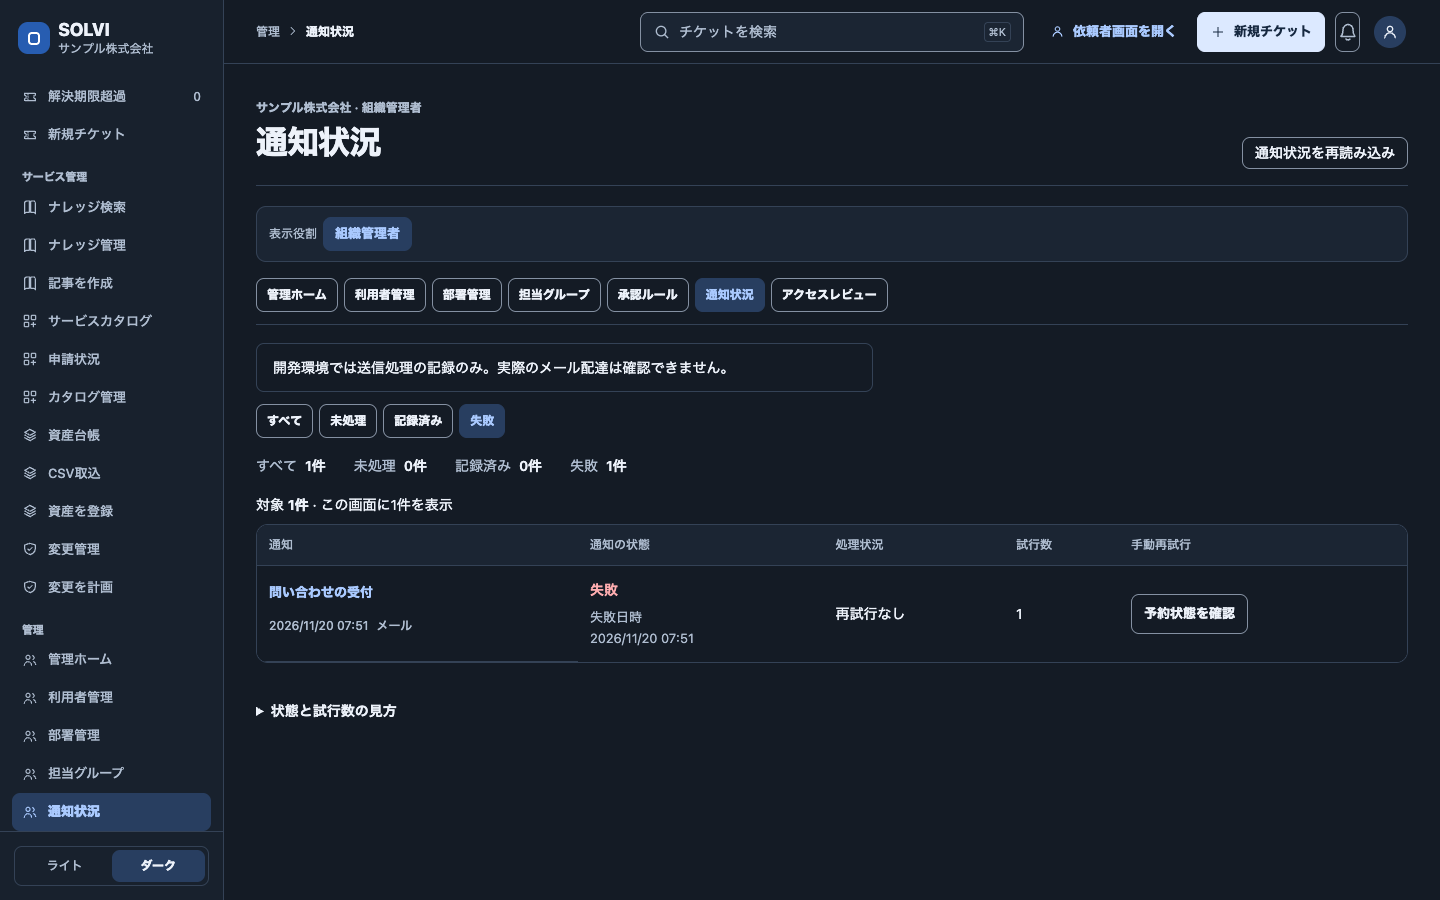 SOLVI
サンプル株式会社
解決期限超過 0
新規チケット
サービス管理
ナレッジ検索
ナレッジ管理
記事を作成
サービスカタログ
申請状況
カタログ管理
資産台帳
CSV取込
資産を登録
変更管理
変更を計画
管理
管理ホーム
利用者管理
部署管理
担当グループ
通知状況
ライト ダーク
管理 > 通知状況
チケットを検索 ⌘K
依頼者画面を開く
+ 新規チケット
サンプル株式会社 · 組織管理者
通知状況
通知状況を再読み込み
表示役割 組織管理者
管理ホーム 利用者管理 部署管理 担当グループ 承認ルール 通知状況 アクセスレビュー
開発環境では送信処理の記録のみ。実際のメール配達は確認できません。
すべて 未処理 記録済み 失敗
すべて 1件 未処理 0件 記録済み 0件 失敗 1件
対象 1件 · この画面に1件を表示
通知 通知の状態 処理状況 試行数 手動再試行
問い合わせの受付
2026/11/20 07:51 メール
失敗
失敗日時
2026/11/20 07:51
再試行なし
1
予約状態を確認
▶ 状態と試行数の見方